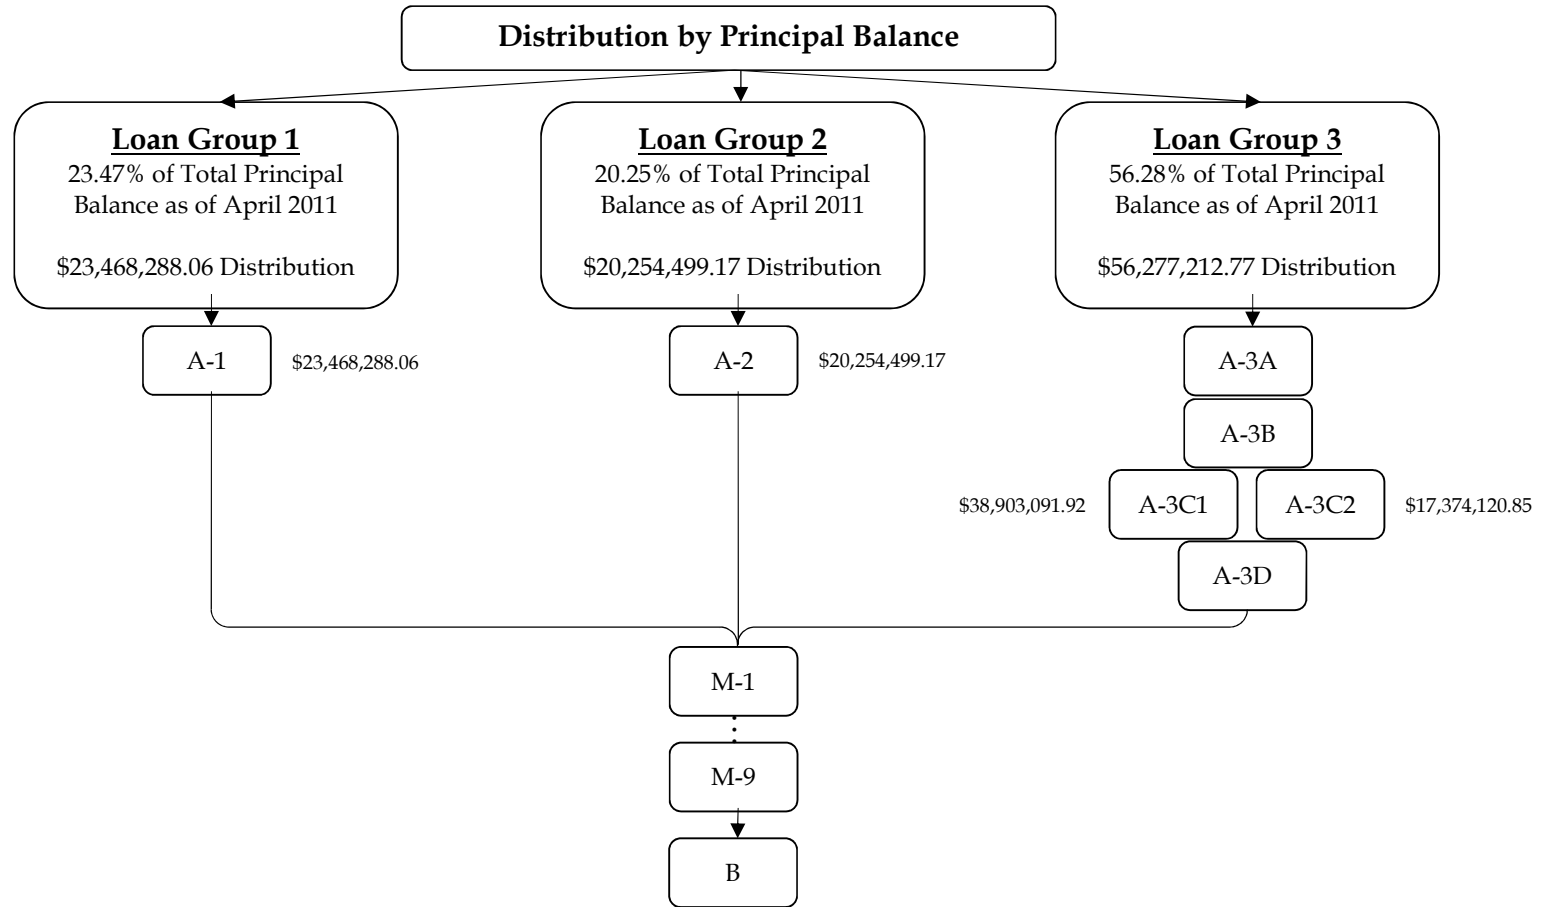 Distribution by Principal Balance
Loan Group 1
23.47% of Total Principal
Balance as of April 2011
$23,468,288.06 Distribution
Loan Group 2
20.25% of Total Principal
Balance as of April 2011
$20,254,499.17 Distribution
Loan Group 3
56.28% of Total Principal
Balance as of April 2011
$56,277,212.77 Distribution
A-1
$23,468,288.06
A-2
$20,254,499.17
A-3A
A-3B
$38,903,091.92
A-3C1
A-3C2
$17,374,120.85
A-3D
M-1
M-9
B